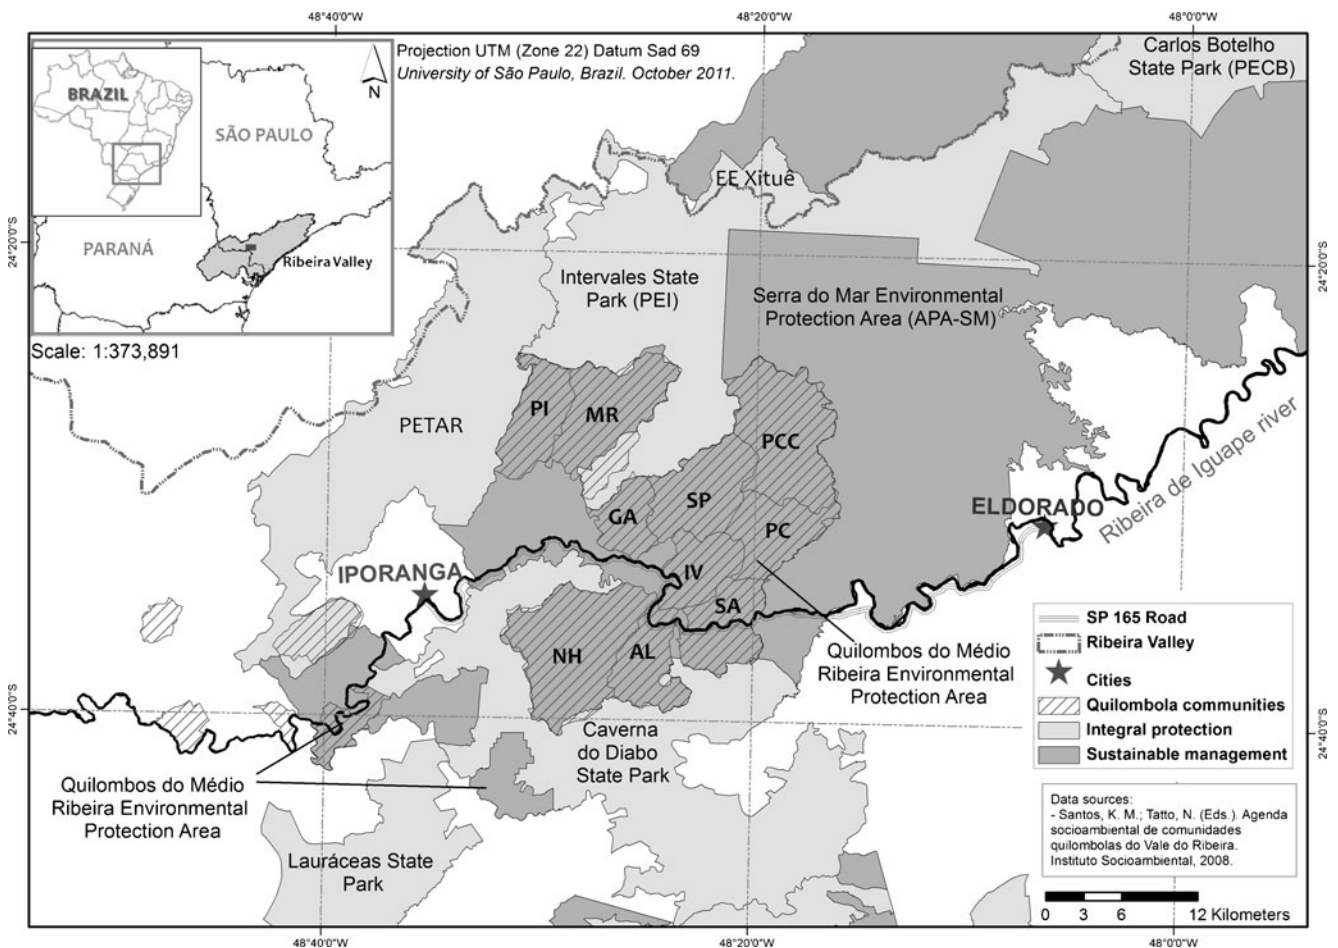 48°40'0"W
48°20'0"W
48°0'0"W
Projection UTM (Zone 22) Datum Sad 69
University of São Paulo, Brazil. October 2011.
N
BRAZIL
SÃO PAULO
PARANÁ
Ribeira Valley
Scale: 1:373,891
Carlos Botelho
State Park (PECB)
EE Xituê
24°20'0"S
24°20'0"S
Intervales State
Park (PEI)
Serra do Mar Environmental
Protection Area (APA-SM)
PETAR
PI
MR
PCC
SP
GA
PC
IV
SA
NH
AL
IPORANGA
ELDORADO
Ribeira de Iguape river
Quilombos do Médio
Ribeira Environmental
Protection Area
Caverna
do Diabo
State Park
Quilombos do Médio
Ribeira Environmental
Protection Area
Lauráceas State
Park
24°40'0"S
24°40'0"S
SP 165 Road
Ribeira Valley
Cities
Quilombola communities
Integral protection
Sustainable management
Data sources:
- Santos, K. M.; Tatto, N. (Eds.). Agenda
socioambiental de comunidades
quilombolas do Vale do Ribeira.
Instituto Socioambiental, 2008.
0 3 6 12 Kilometers
48°40'0"W
48°20'0"W
48°0'0"W